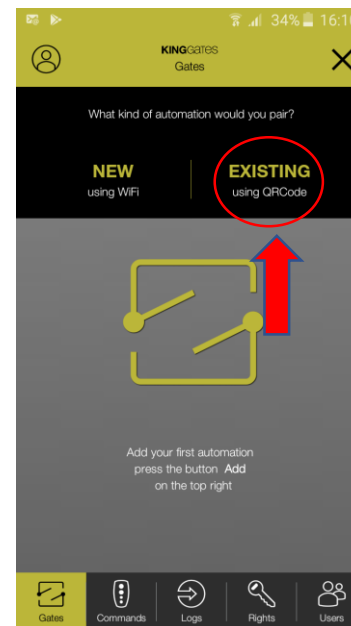 34% 16:10
KINGGATES
Gates
What kind of automation would you pair?
NEW
using WiFi
EXISTING
using QRCode
Add your first automation
press the button Add
on the top right
Gates Commands Logs Rights Users